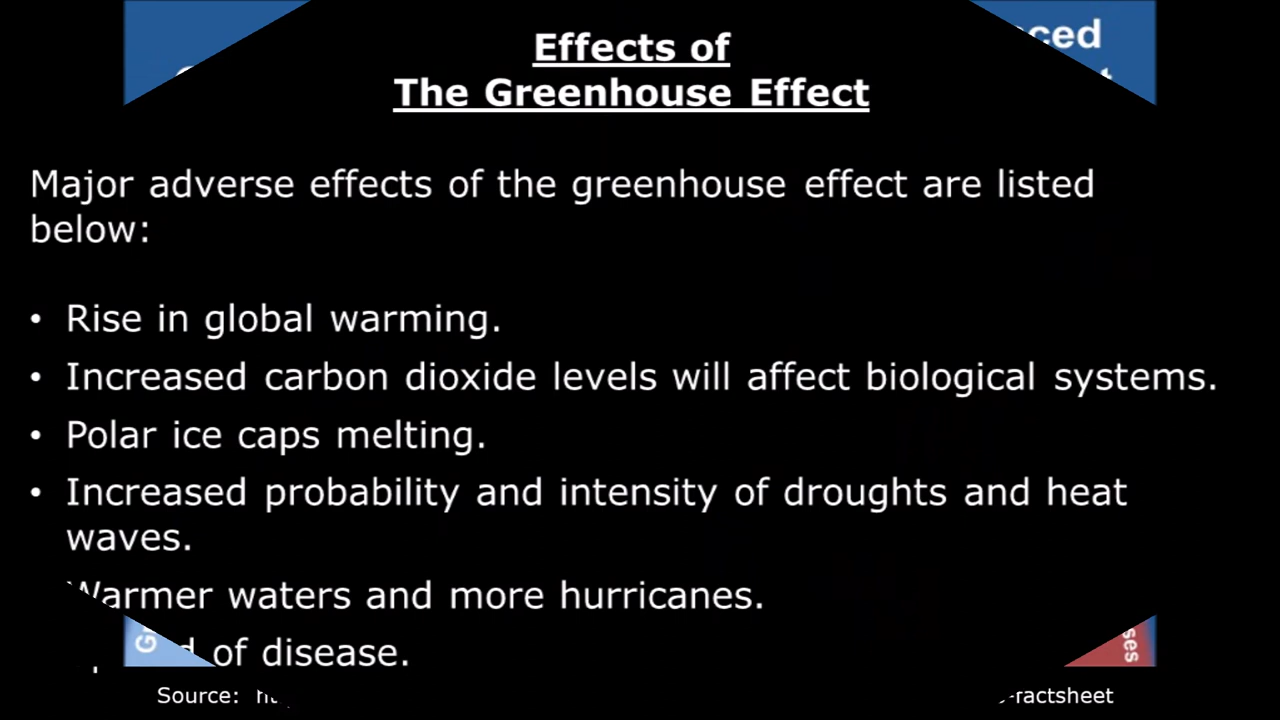 Effects of
The Greenhouse Effect
Major adverse effects of the greenhouse effect are listed
below:
• Rise in global warming.
• Increased carbon dioxide levels will affect biological systems.
• Polar ice caps melting.
• Increased probability and intensity of droughts and heat
waves.
Warmer waters and more hurricanes.
of disease.
Source: